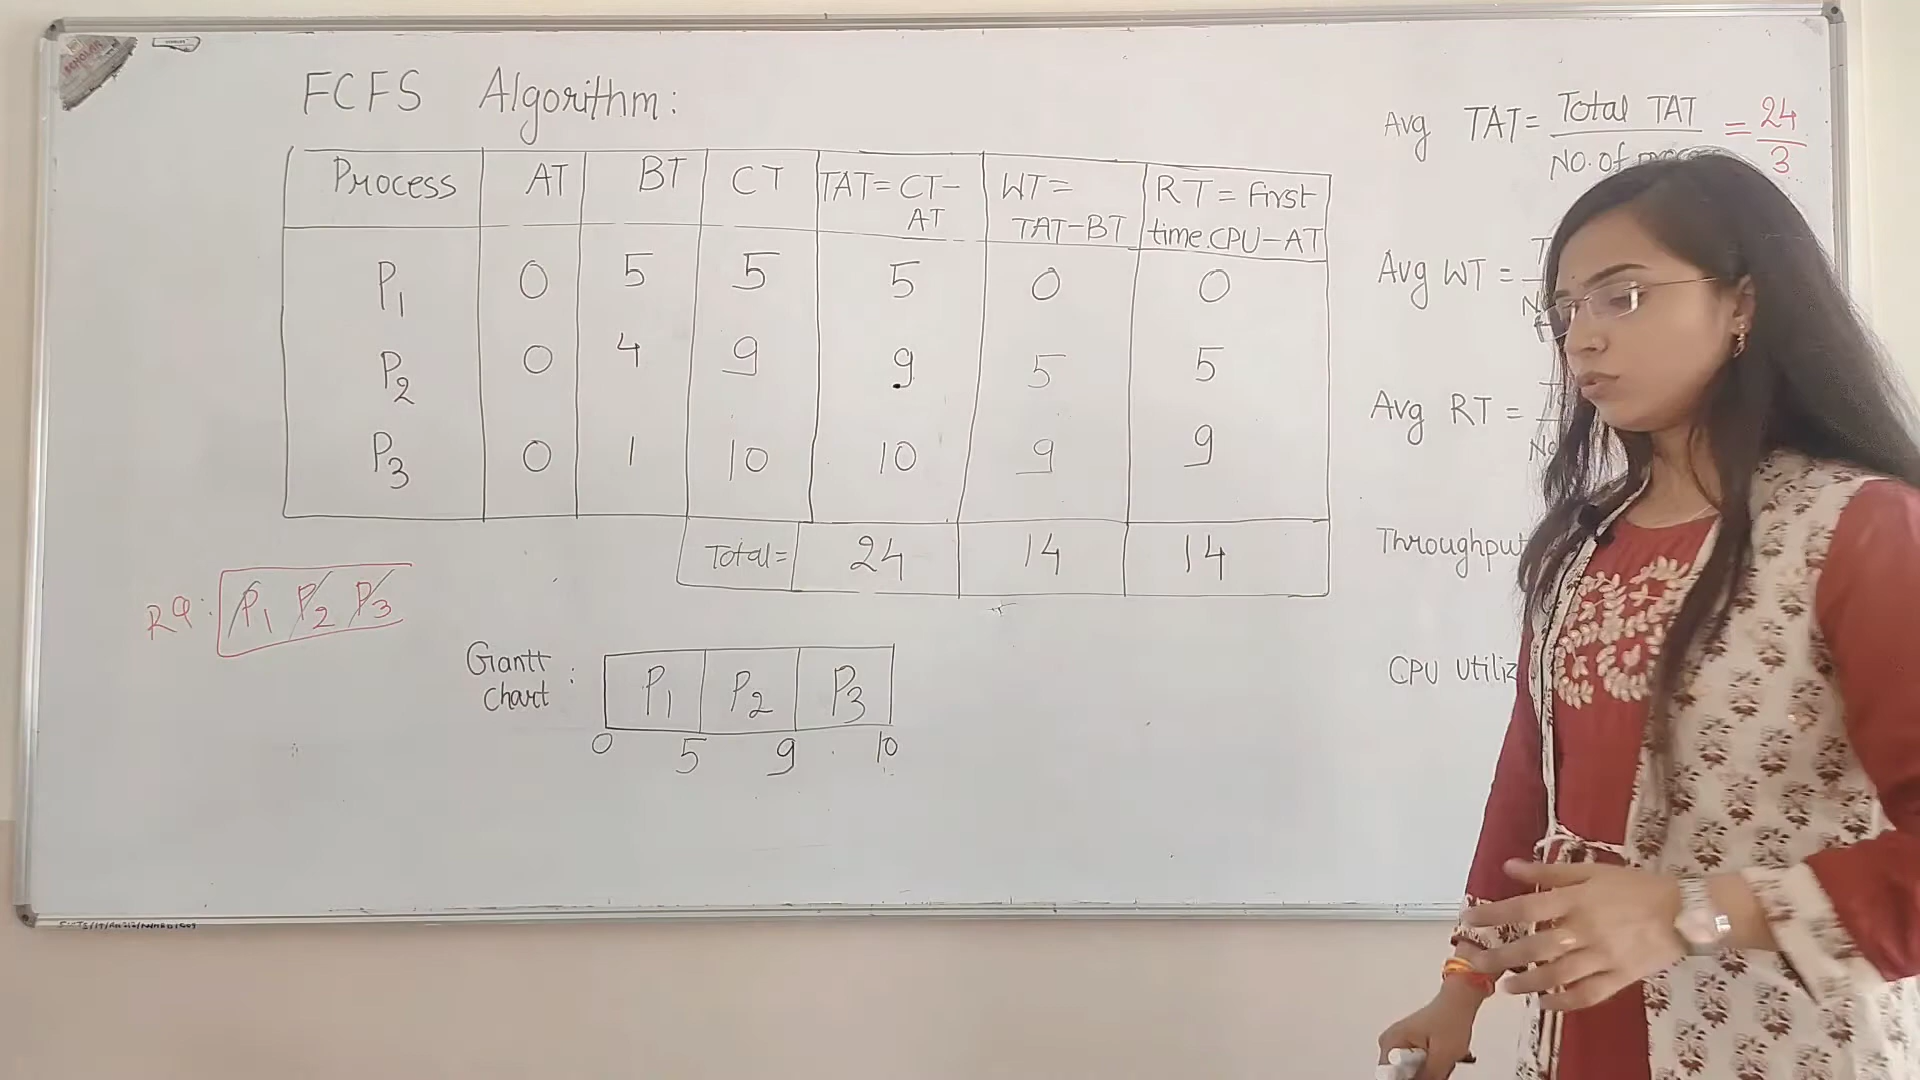 FCFS Algorithm:
Process AT BT CT TAT=CT-AT WT=TAT-BT RT=First time.CPU-AT
P1 0 5 5 5 0 0
P2 0 4 9 9 5 5
P3 0 1 10 10 9 9
Total= 24 14 14
RQ: P1 P2 P3
Gantt chart : P1 P2 P3
0 5 9 10
Avg TAT = Total TAT / No. of = 24/3
Avg WT =
Avg RT =
Throughput
CPU